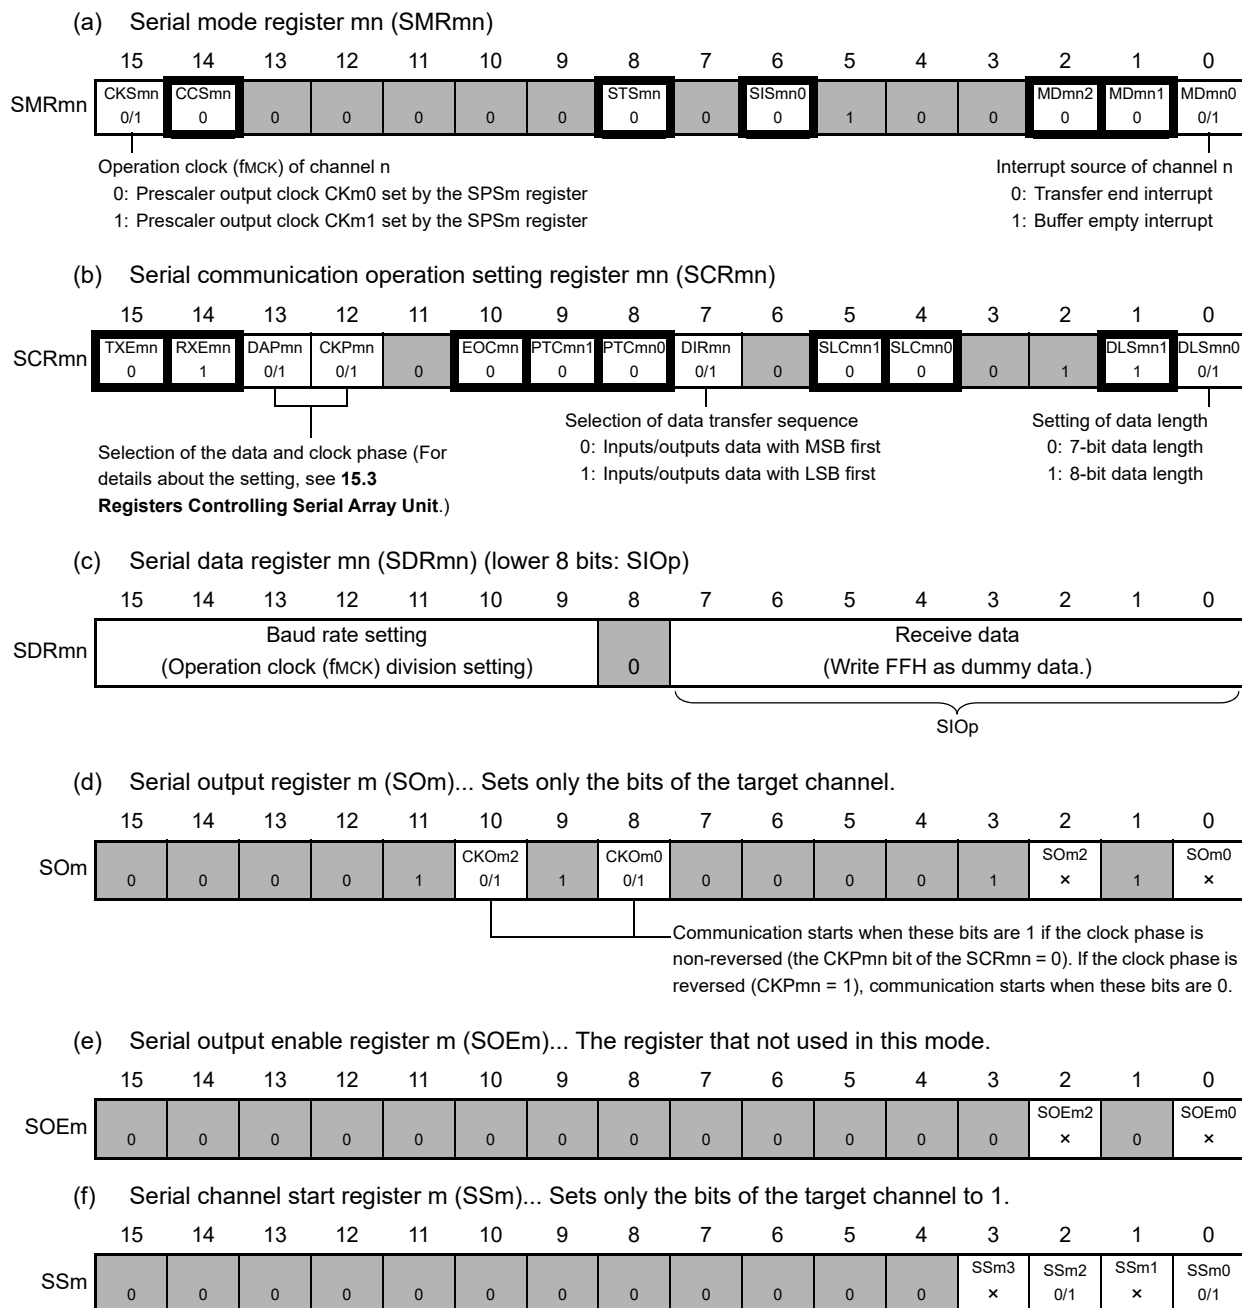 (a) Serial mode register mn (SMRmn)
15 14 13 12 11 10 9 8 7 6 5 4 3 2 1 0
SMRmn
CKSmn CCSmn STSmn SISmn0 MDmn2 MDmn1 MDmn0
0/1 0 0 0 0 0 0 0 0 0 1 0 0 0 0 0/1
Operation clock (fMCK) of channel n
0: Prescaler output clock CKm0 set by the SPSm register
1: Prescaler output clock CKm1 set by the SPSm register
Interrupt source of channel n
0: Transfer end interrupt
1: Buffer empty interrupt
(b) Serial communication operation setting register mn (SCRmn)
15 14 13 12 11 10 9 8 7 6 5 4 3 2 1 0
SCRmn
TXEmn RXEmn DAPmn CKPmn EOCmn PTCmn1 PTCmn0 DIRmn SLCmn1 SLCmn0 DLSmn1 DLSmn0
0 1 0/1 0/1 0 0 0 0 0/1 0 0 0 0 1 1 0/1
Selection of the data and clock phase (For
details about the setting, see 15.3
Registers Controlling Serial Array Unit.)
Selection of data transfer sequence
0: Inputs/outputs data with MSB first
1: Inputs/outputs data with LSB first
Setting of data length
0: 7-bit data length
1: 8-bit data length
(c) Serial data register mn (SDRmn) (lower 8 bits: SIOp)
15 14 13 12 11 10 9 8 7 6 5 4 3 2 1 0
SDRmn
Baud rate setting
(Operation clock (fMCK) division setting)
0
Receive data
(Write FFH as dummy data.)
SIOp
(d) Serial output register m (SOm)... Sets only the bits of the target channel.
15 14 13 12 11 10 9 8 7 6 5 4 3 2 1 0
SOm
CKOm2 CKOm0 SOm2 SOm0
0 0 0 0 1 0/1 1 0/1 0 0 0 0 1 × 1 ×
Communication starts when these bits are 1 if the clock phase is
non-reversed (the CKPmn bit of the SCRmn = 0). If the clock phase is
reversed (CKPmn = 1), communication starts when these bits are 0.
(e) Serial output enable register m (SOEm)... The register that not used in this mode.
15 14 13 12 11 10 9 8 7 6 5 4 3 2 1 0
SOEm
SOEm2 SOEm0
0 0 0 0 0 0 0 0 0 0 0 0 0 × 0 ×
(f) Serial channel start register m (SSm)... Sets only the bits of the target channel to 1.
15 14 13 12 11 10 9 8 7 6 5 4 3 2 1 0
SSm
SSm3 SSm2 SSm1 SSm0
0 0 0 0 0 0 0 0 0 0 0 0 × 0/1 × 0/1